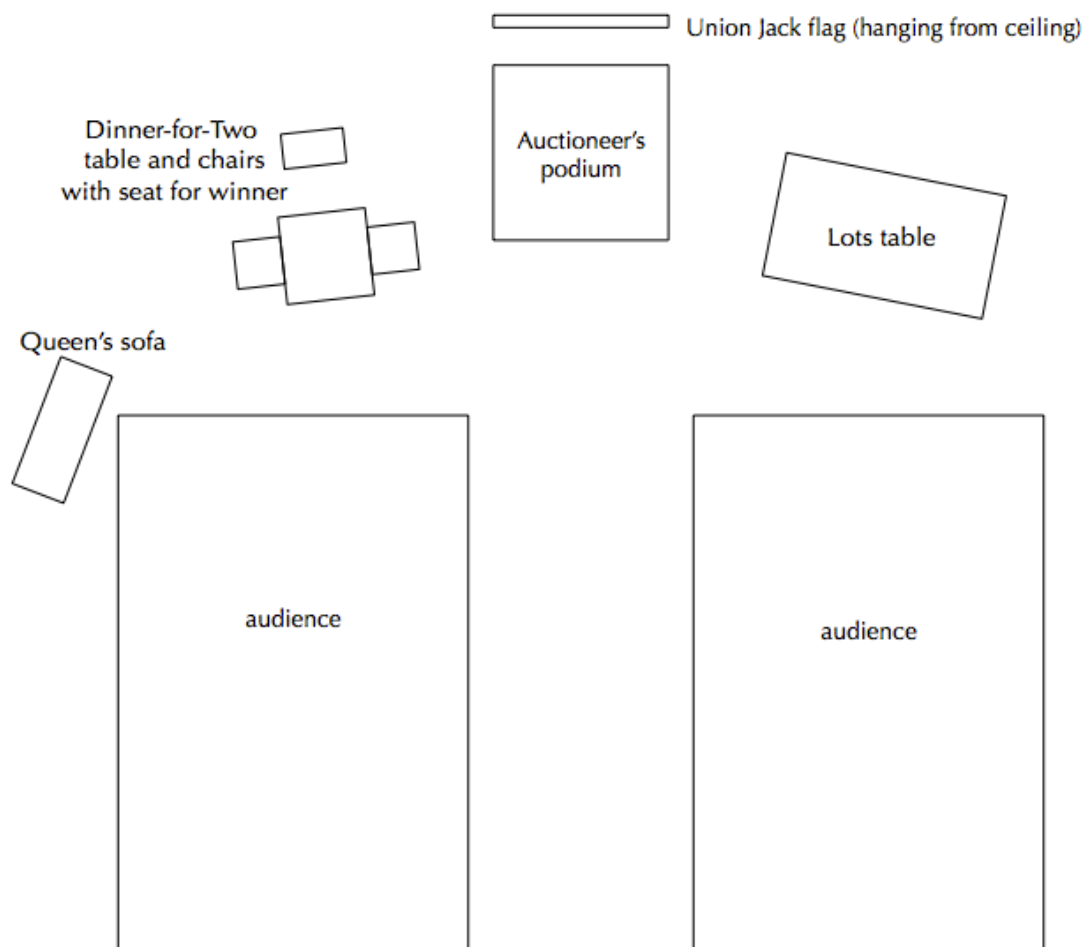 Union Jack flag (hanging from ceiling)
Dinner-for-Two
table and chairs
with seat for winner
Auctioneer's
podium
Lots table
Queen's sofa
audience
audience